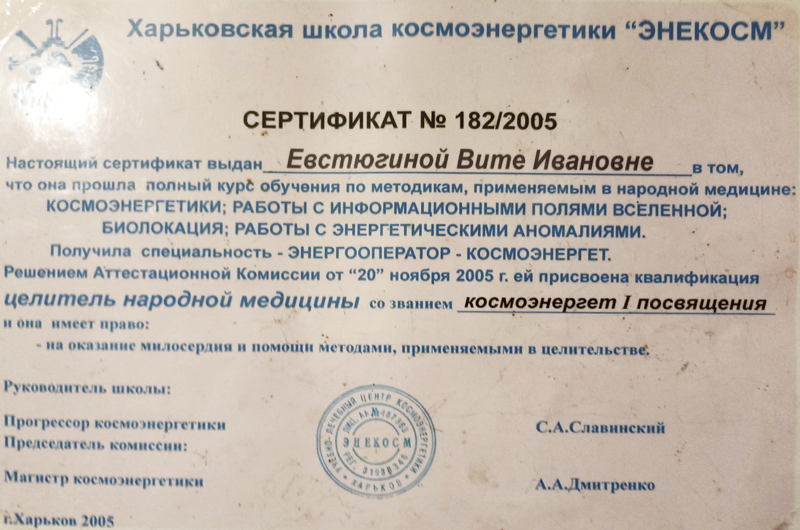 Харьковская школа космоэнергетики “ЭНЕКОСМ”
СЕРТИФИКАТ № 182/2005
Настоящий сертификат выдан Евстюгиной Вите Ивановне в том,
что она прошла полный курс обучения по методикам, применяемым в народной медицине:
КОСМОЭНЕРГЕТИКИ; РАБОТЫ С ИНФОРМАЦИОННЫМИ ПОЛЯМИ ВСЕЛЕННОЙ;
БИОЛОКАЦИЯ; РАБОТЫ С ЭНЕРГЕТИЧЕСКИМИ АНОМАЛИЯМИ.
Получила специальность - ЭНЕРГООПЕРАТОР - КОСМОЭНЕРГЕТ.
Решением Аттестационной Комиссии от “20” ноября 2005 г. ей присвоена квалификация
целитель народной медицины со званием космоэнергет I посвящения
и она имеет право:
- на оказание милосердия и помощи методами, применяемыми в целительстве.
Руководитель школы:
Прогрессор космоэнергетики С.А.Славинский
Председатель комиссии:
Магистр космоэнергетики А.А.Дмитренко
г.Харьков 2005
УЧЕБНО-ЛЕЧЕБНЫЙ ЦЕНТР КОСМОЭНЕРГЕТИКИ
ЭНЕКОСМ
ХАРЬКОВ